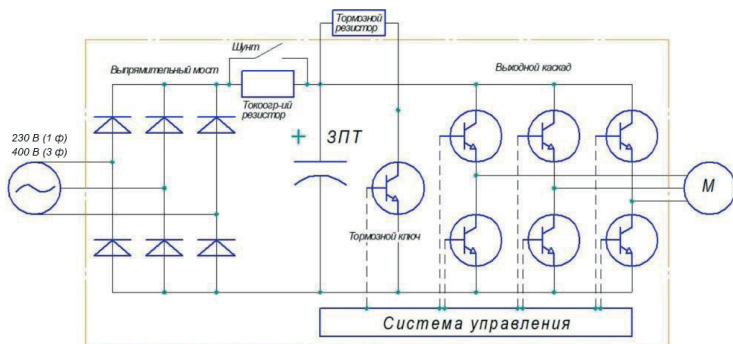 Тормозной
резистор
Шунт
Выпрямительный мост
Выходной каскад
Токоогр-ий
резистор
230 В (1 ф)
400 В (3 ф)
+
ЗПТ
М
Тормозной ключ
Система управления